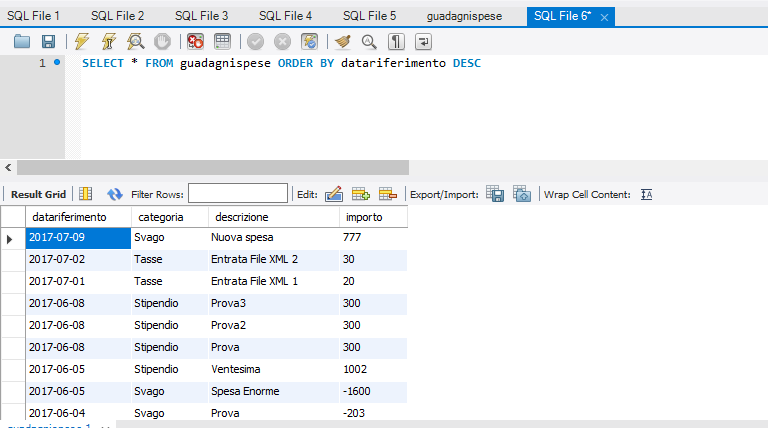 SQL File 1 SQL File 2 SQL File 3 SQL File 4 SQL File 5 guadagnispese SQL File 6*
1 SELECT * FROM guadagnispese ORDER BY datariferimento DESC
Result Grid Filter Rows: Edit: Export/Import: Wrap Cell Content: IA
datariferimento categoria descrizione importo
2017-07-09 Svago Nuova spesa 777
2017-07-02 Tasse Entrata File XML 2 30
2017-07-01 Tasse Entrata File XML 1 20
2017-06-08 Stipendio Prova3 300
2017-06-08 Stipendio Prova2 300
2017-06-08 Stipendio Prova 300
2017-06-05 Stipendio Ventesima 1002
2017-06-05 Svago Spesa Enorme -1600
2017-06-04 Svago Prova -203
guadagnispese 1